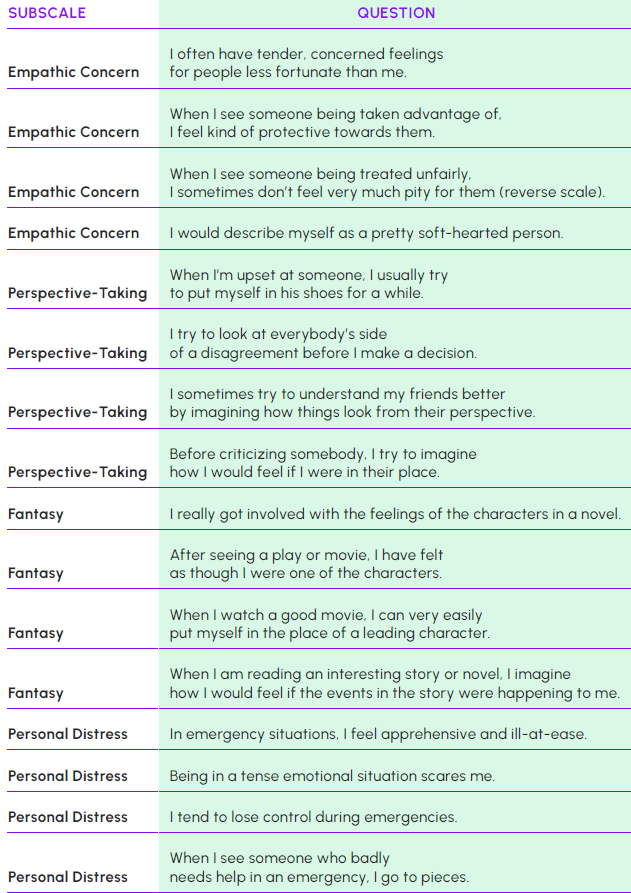 SUBSCALE QUESTION
I often have tender, concerned feelings
Empathic Concern for people less fortunate than me.
When I see someone being taken advantage of,
Empathic Concern I feel kind of protective towards them.
When I see someone being treated unfairly,
Empathic Concern I sometimes don't feel very much pity for them (reverse scale).
Empathic Concern I would describe myself as a pretty soft-hearted person.
When I'm upset at someone, I usually try
Perspective-Taking to put myself in his shoes for a while.
I try to look at everybody's side
Perspective-Taking of a disagreement before I make a decision.
I sometimes try to understand my friends better
Perspective-Taking by imagining how things look from their perspective.
Before criticizing somebody, I try to imagine
Perspective-Taking how I would feel if I were in their place.
Fantasy I really got involved with the feelings of the characters in a novel.
After seeing a play or movie, I have felt
Fantasy as though I were one of the characters.
When I watch a good movie, I can very easily
Fantasy put myself in the place of a leading character.
When I am reading an interesting story or novel, I imagine
Fantasy how I would feel if the events in the story were happening to me.
Personal Distress In emergency situations, I feel apprehensive and ill-at-ease.
Personal Distress Being in a tense emotional situation scares me.
Personal Distress I tend to lose control during emergencies.
When I see someone who badly
Personal Distress needs help in an emergency, I go to pieces.